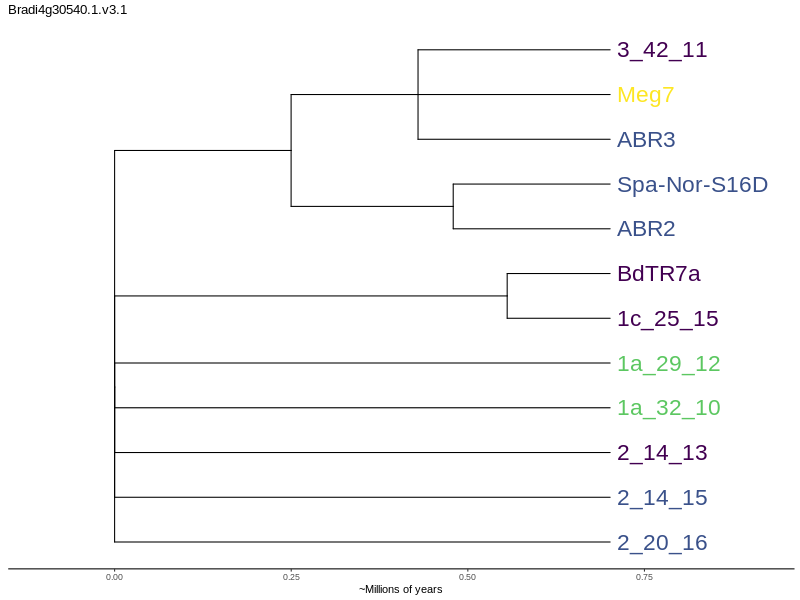 Bradi4g30540.1.v3.1
3_42_11
Meg7
ABR3
Spa-Nor-S16D
ABR2
BdTR7a
1c_25_15
1a_29_12
1a_32_10
2_14_13
2_14_15
2_20_16
0.00 0.25 0.50 0.75
~Millions of years